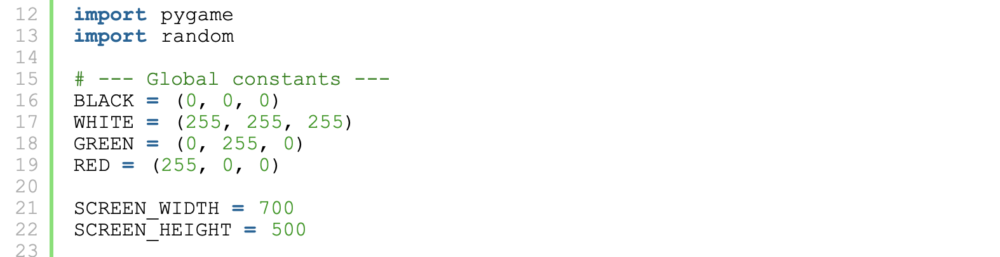 12 import pygame
13 import random
14
15 # --- Global constants ---
16 BLACK = (0, 0, 0)
17 WHITE = (255, 255, 255)
18 GREEN = (0, 255, 0)
19 RED = (255, 0, 0)
20
21 SCREEN_WIDTH = 700
22 SCREEN_HEIGHT = 500
23